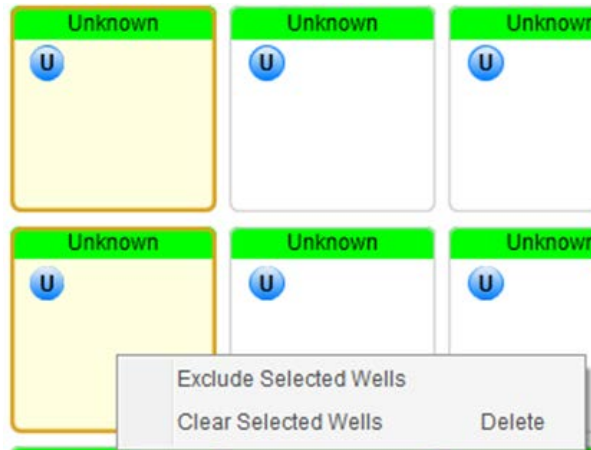 Unknown Unknown Unknown
U U U
Unknown Unknown Unknown
U U U
Exclude Selected Wells
Clear Selected Wells Delete